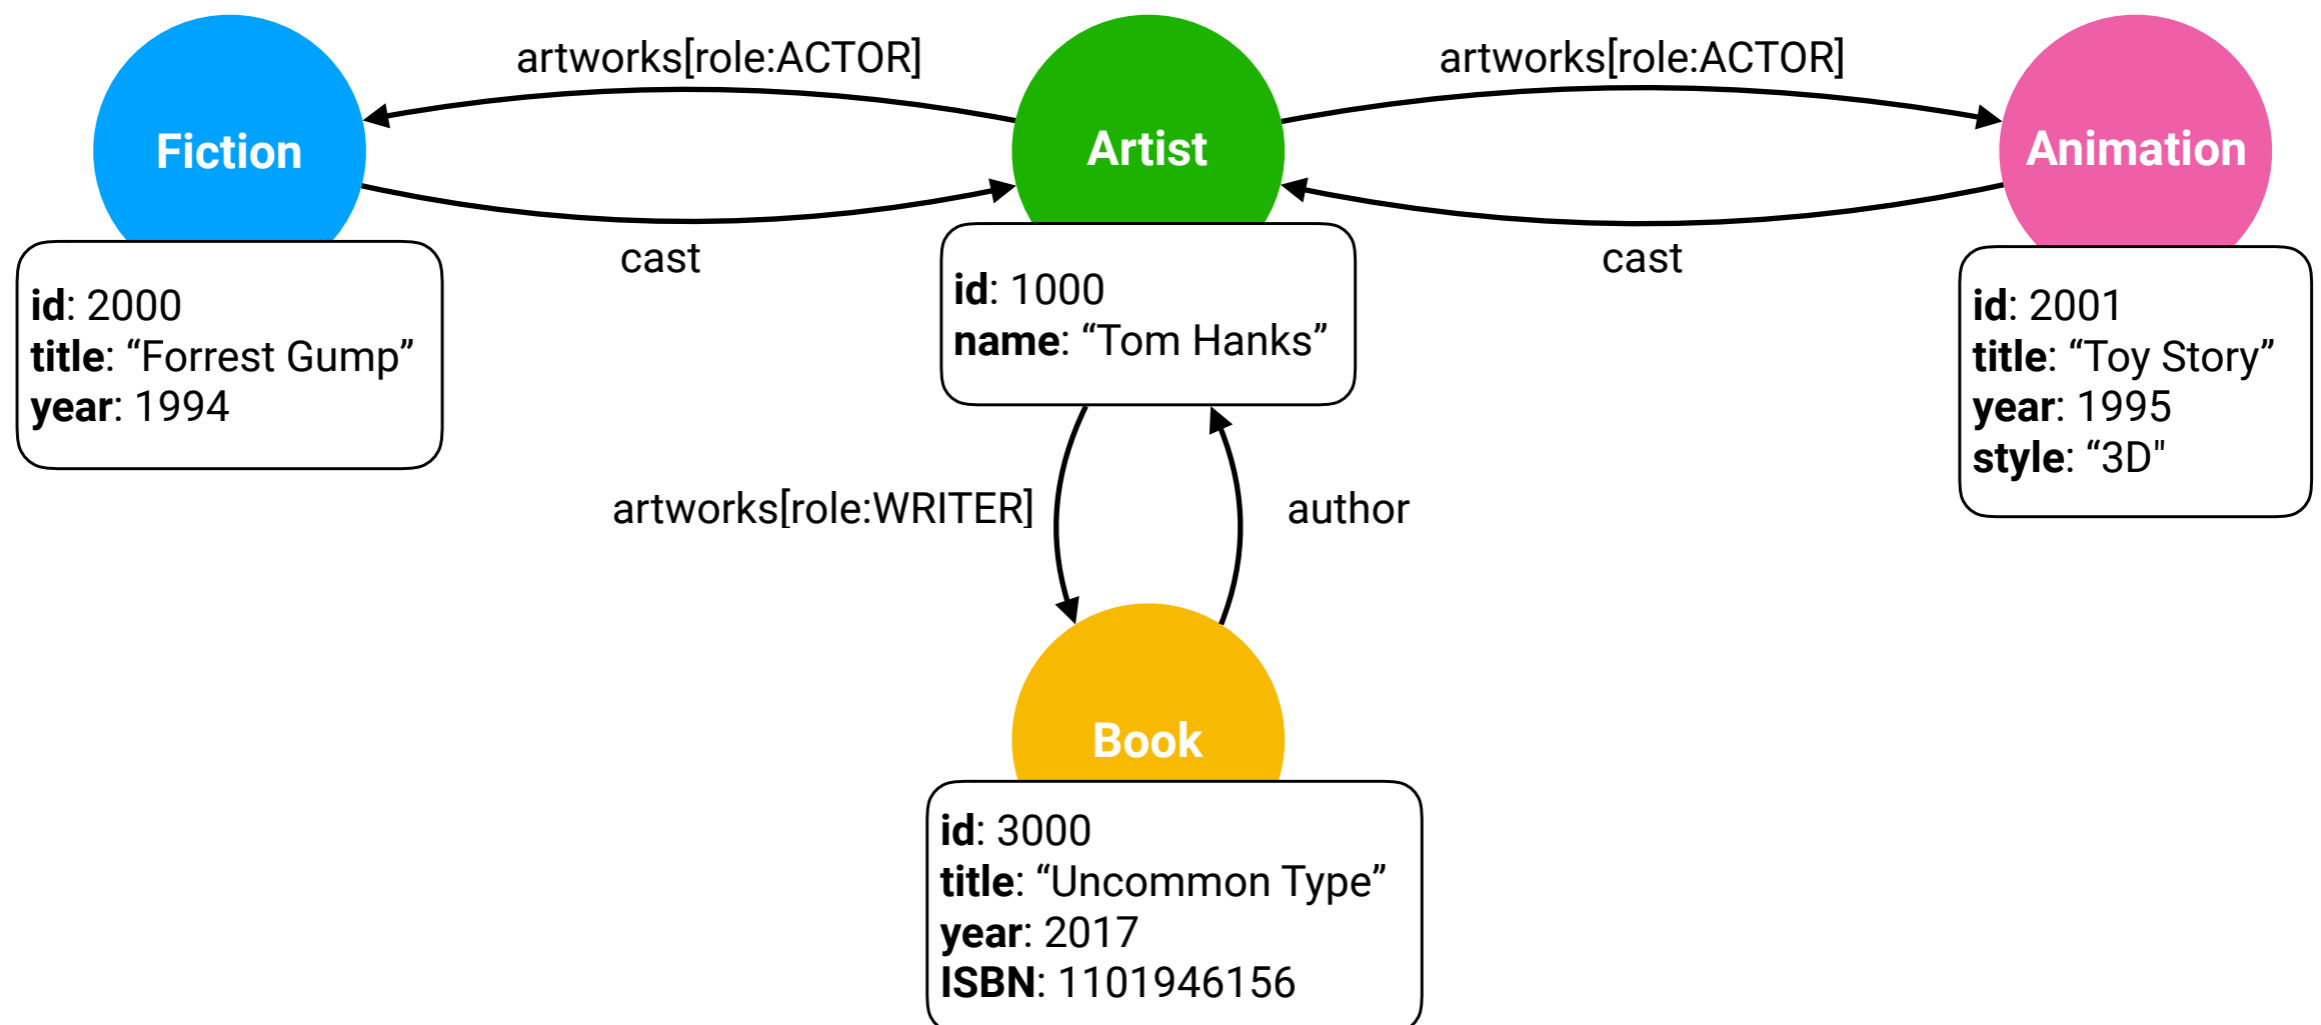 artworks[role:ACTOR]
artworks[role:ACTOR]
Fiction
Artist
Animation
cast
cast
id: 2000
title: “Forrest Gump”
year: 1994
id: 1000
name: “Tom Hanks”
id: 2001
title: “Toy Story”
year: 1995
style: “3D"
artworks[role:WRITER]
author
Book
id: 3000
title: “Uncommon Type”
year: 2017
ISBN: 1101946156